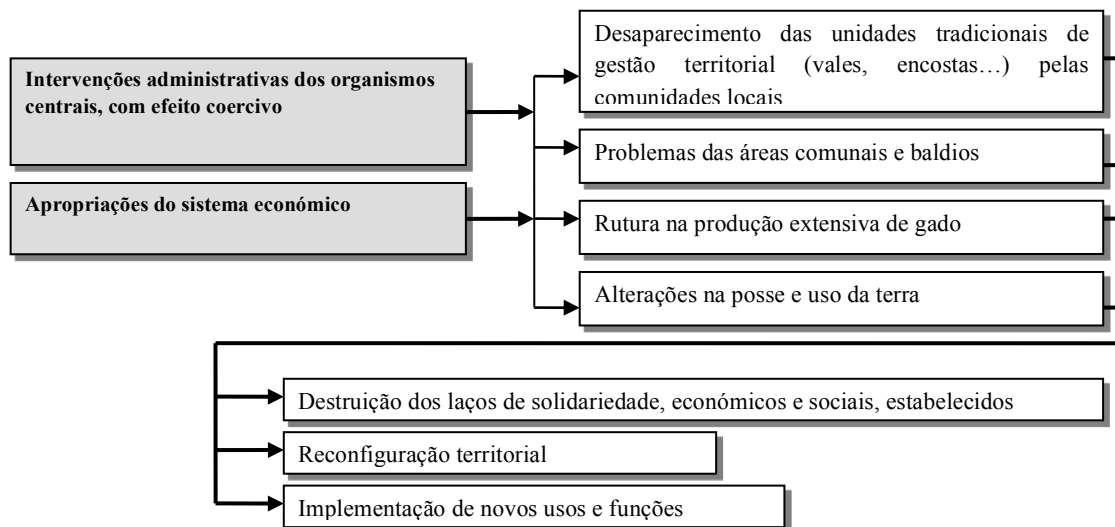 Desaparecimento das unidades tradicionais de
gestão territorial (vales, encostas…) pelas
comunidades locais
Intervenções administrativas dos organismos
centrais, com efeito coercivo
Problemas das áreas comunais e baldios
Apropriações do sistema económico
Rutura na produção extensiva de gado
Alterações na posse e uso da terra
Destruição dos laços de solidariedade, económicos e sociais, estabelecidos
Reconfiguração territorial
Implementação de novos usos e funções